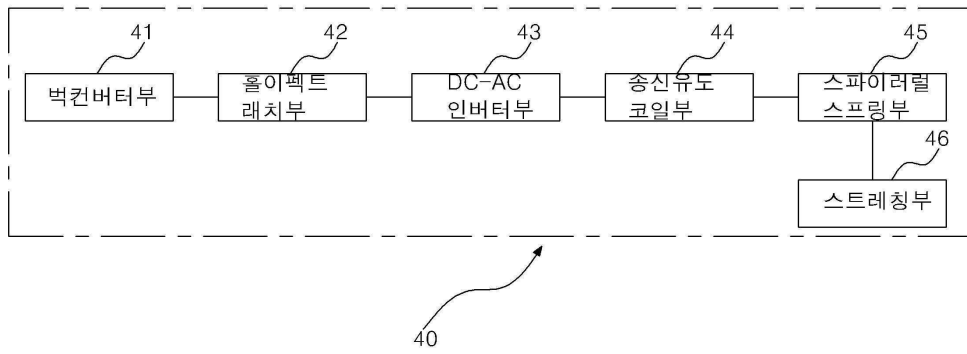 41
42
43
44
45
벅컨버터부
홀이펙트
래치부
DC-AC
인버터부
송신유도
코일부
스파이러럴
스프링부
46
스트레칭부
40